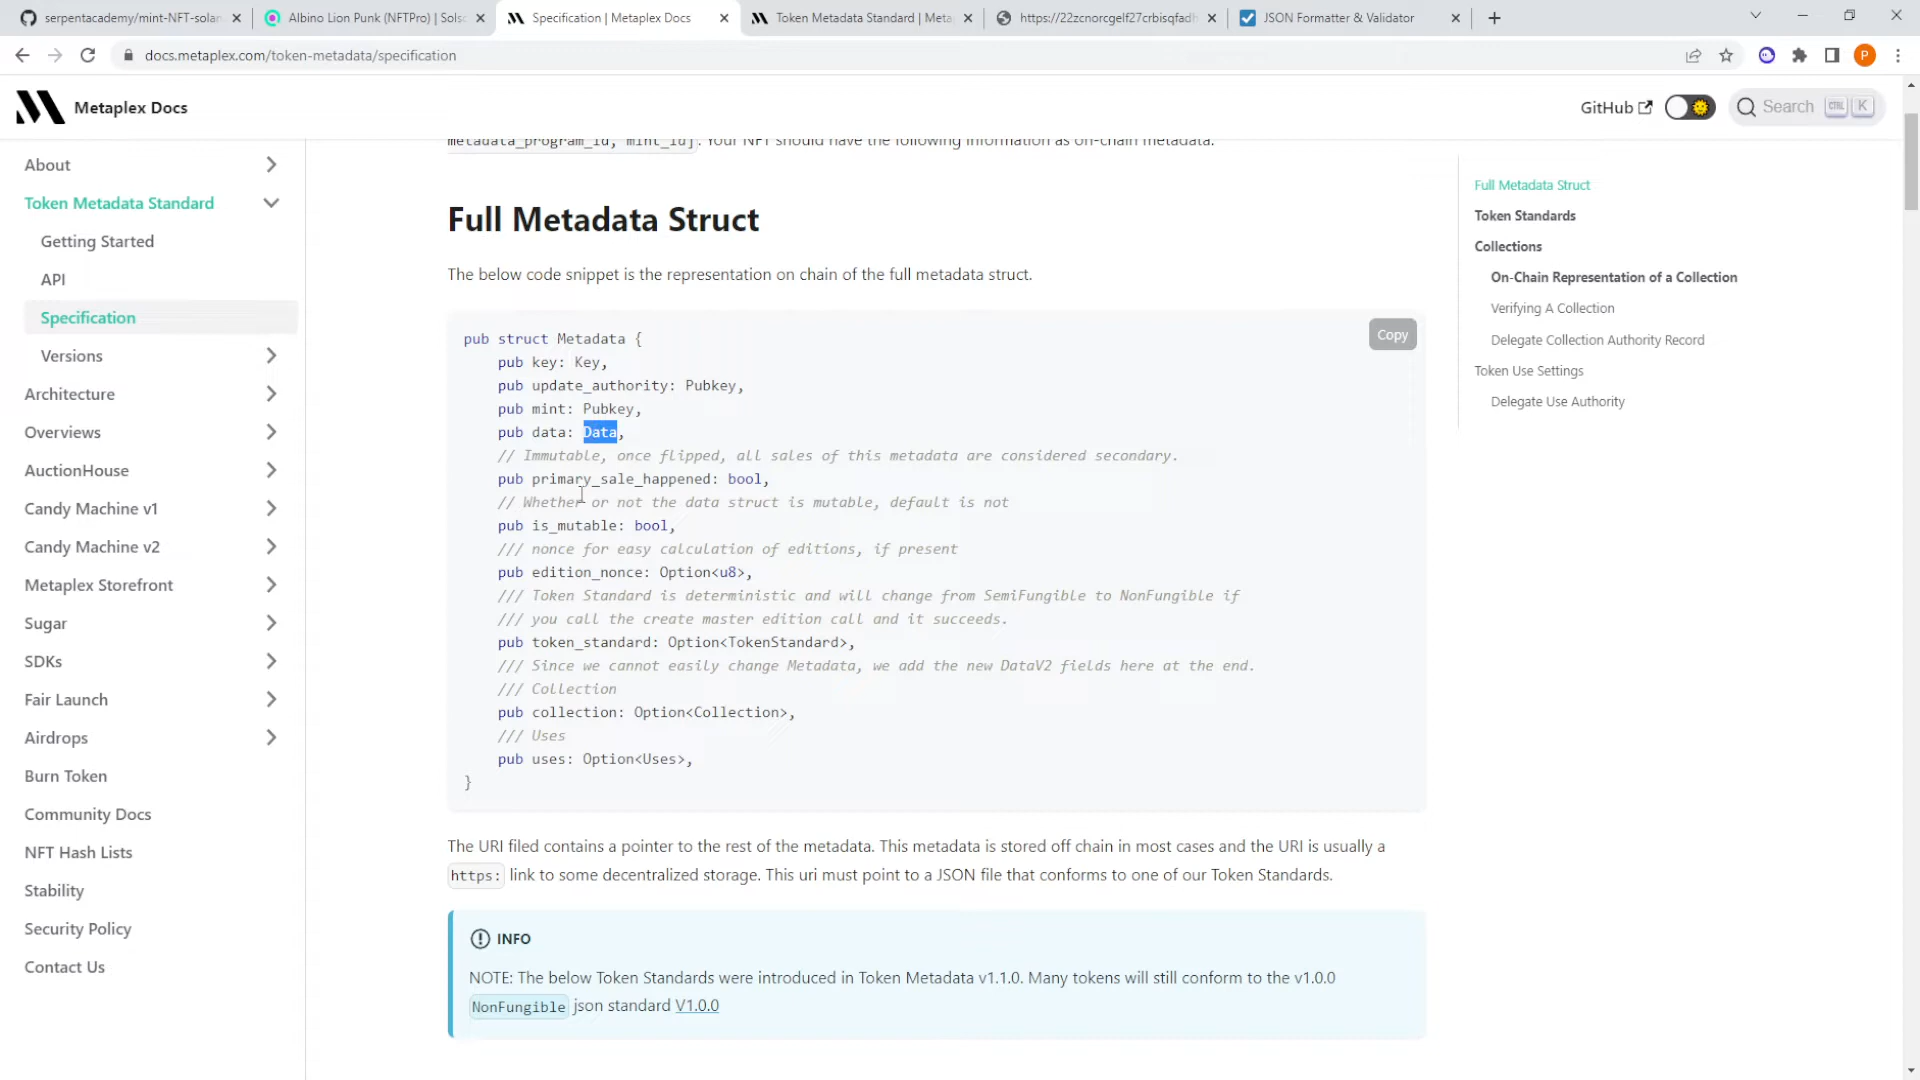 serpentacademy/mint-NFT-solan
Albino Lion Punk (NFTPro) | Solsc
Specification | Metaplex Docs
Token Metadata Standard | Meta
https://22zcnorcgelf27crbisqfadh
JSON Formatter & Validator
docs.metaplex.com/token-metadata/specification
P
Metaplex Docs
GitHub
Search CTRL K
About
Token Metadata Standard
Getting Started
API
Specification
Versions
Architecture
Overviews
AuctionHouse
Candy Machine v1
Candy Machine v2
Metaplex Storefront
Sugar
SDKs
Fair Launch
Airdrops
Burn Token
Community Docs
NFT Hash Lists
Stability
Security Policy
Contact Us
metadata_program_id, mint_id]. Your NFT should have the following information as on-chain metadata.
Full Metadata Struct
The below code snippet is the representation on chain of the full metadata struct.
Copy
pub struct Metadata {
pub key: Key,
pub update_authority: Pubkey,
pub mint: Pubkey,
pub data: Data,
// Immutable, once flipped, all sales of this metadata are considered secondary.
pub primary_sale_happened: bool,
// Whether or not the data struct is mutable, default is not
pub is_mutable: bool,
/// nonce for easy calculation of editions, if present
pub edition_nonce: Option<u8>,
/// Token Standard is deterministic and will change from SemiFungible to NonFungible if
/// you call the create master edition call and it succeeds.
pub token_standard: Option<TokenStandard>,
/// Since we cannot easily change Metadata, we add the new DataV2 fields here at the end.
/// Collection
pub collection: Option<Collection>,
/// Uses
pub uses: Option<Uses>,
}
The URI filed contains a pointer to the rest of the metadata. This metadata is stored off chain in most cases and the URI is usually a
https: link to some decentralized storage. This uri must point to a JSON file that conforms to one of our Token Standards.
INFO
NOTE: The below Token Standards were introduced in Token Metadata v1.1.0. Many tokens will still conform to the v1.0.0
NonFungible json standard V1.0.0
Full Metadata Struct
Token Standards
Collections
On-Chain Representation of a Collection
Verifying A Collection
Delegate Collection Authority Record
Token Use Settings
Delegate Use Authority